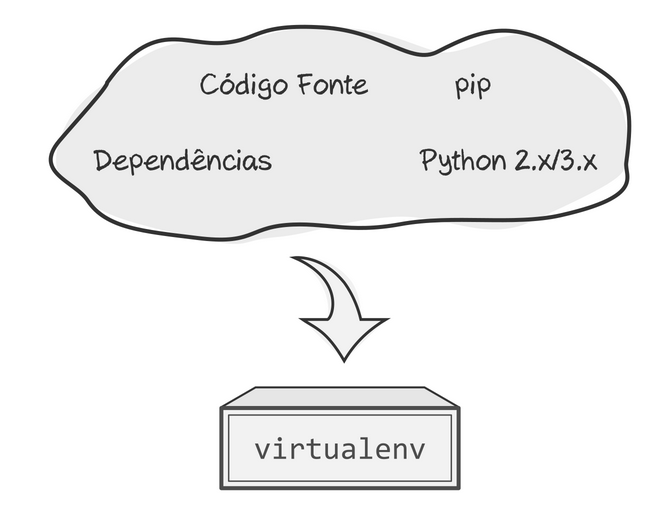 Código Fonte pip
Dependências Python 2.x/3.x
virtualenv